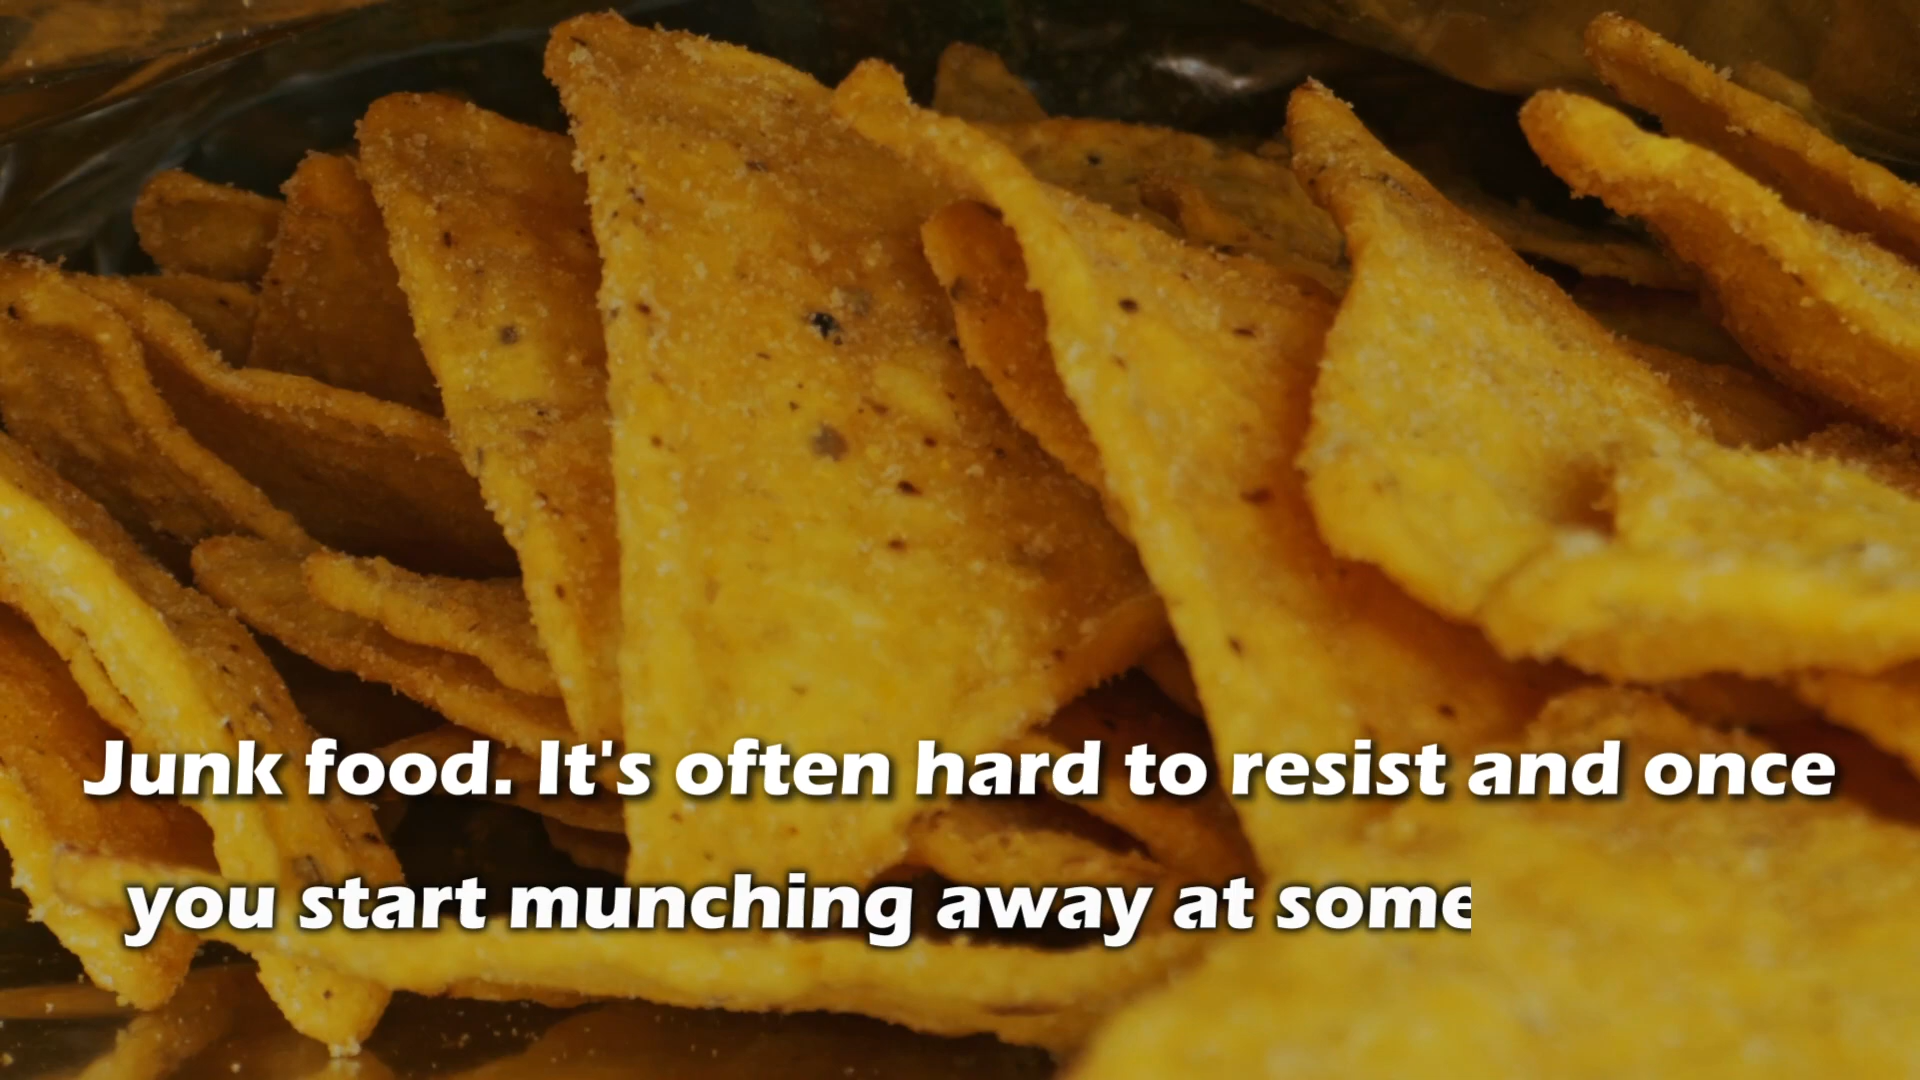 Junk food. It's often hard to resist and once
you start munching away at some